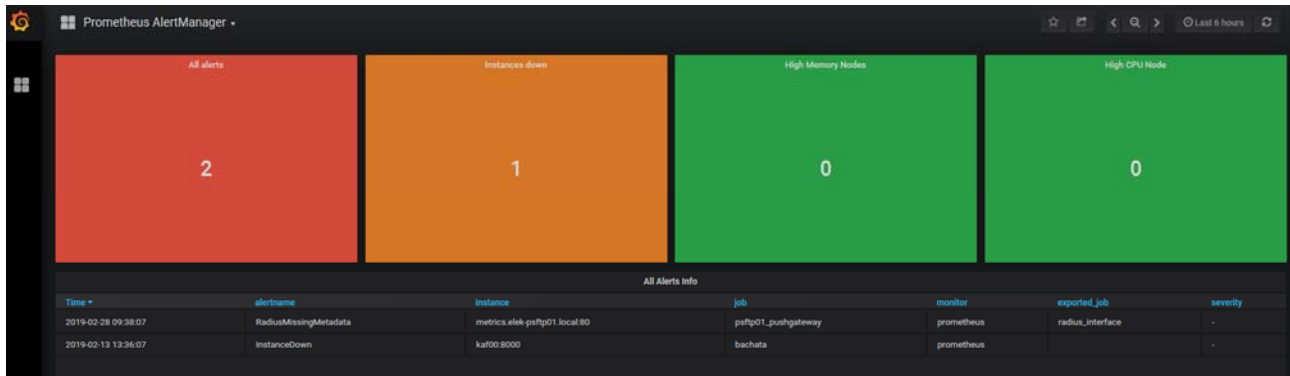 Prometheus AlertManager
Last 6 hours
All alerts
Instances down
High Memory Nodes
High CPU Node
2
1
0
0
All Alerts Info
Time alertname instance job monitor exported_job severity
2019-02-28 09:38:07 RadiusMissingMetadata metrics.elek-psftp01.local:80 psftp01_pushgateway prometheus radius_interface -
2019-02-13 13:36:07 InstanceDown kaf00:8000 bachata prometheus -